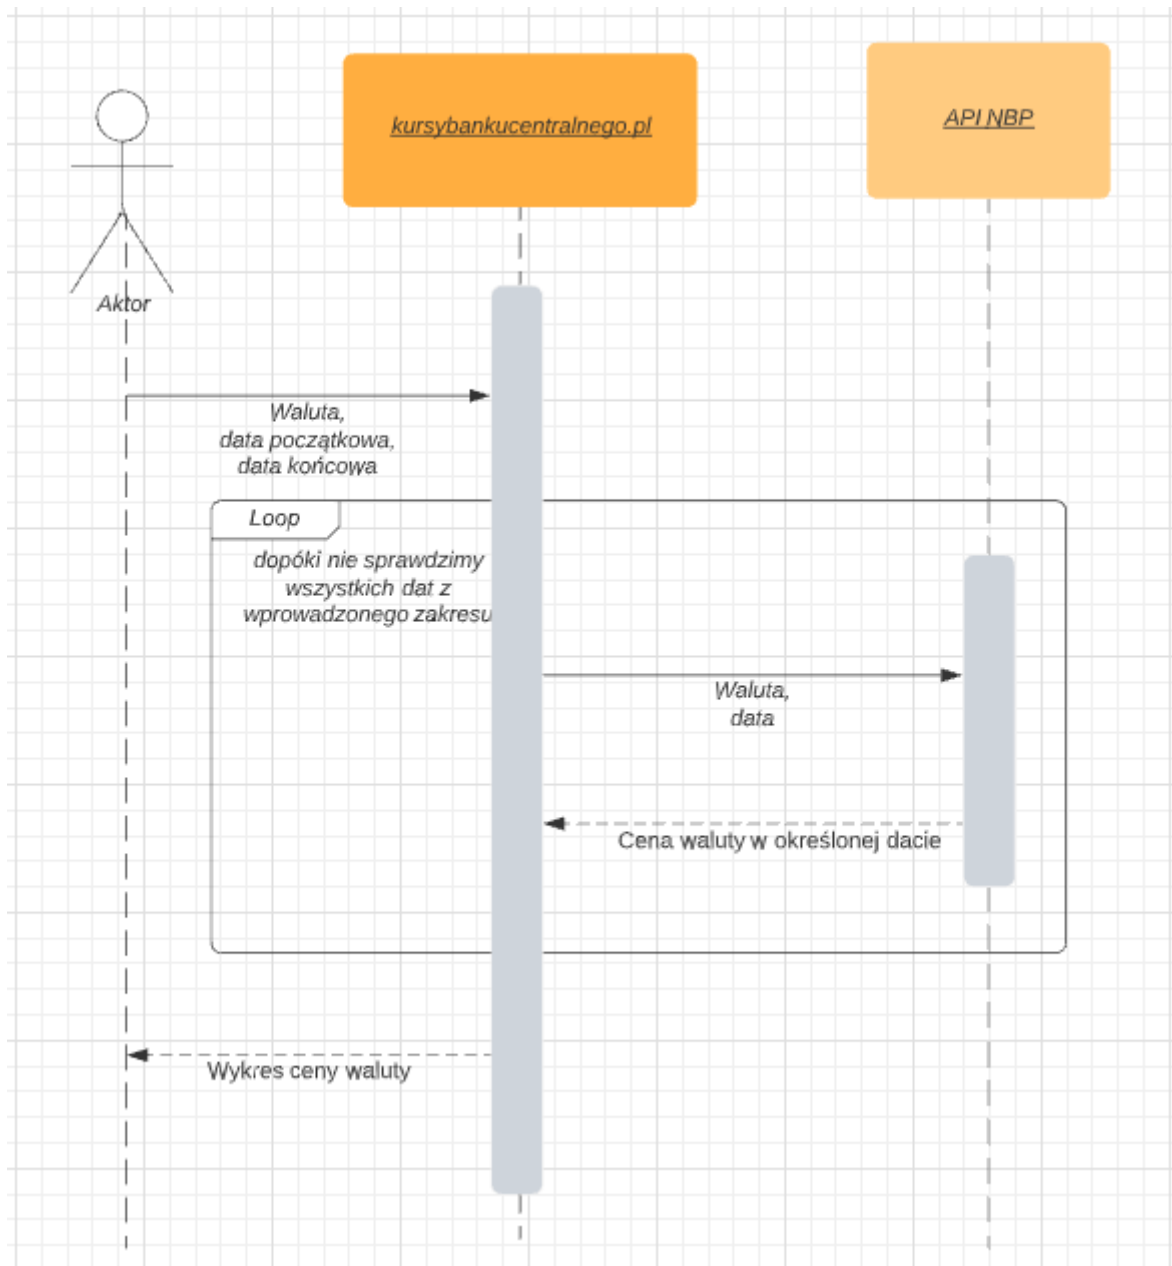 kursybankucentralnego.pl
API NBP
Aktor
Waluta,
data początkowa,
data końcowa
Loop
dopóki nie sprawdzimy
wszystkich dat z
wprowadzonego zakresu
Waluta,
data
Cena waluty w określonej dacie
Wykres ceny waluty